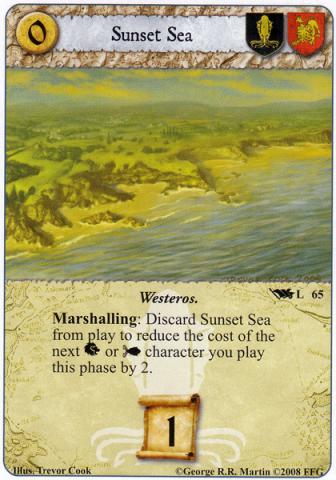 0 Sunset Sea
Westeros.
L 65
Marshalling: Discard Sunset Sea
from play to reduce the cost of the
next or character you play
this phase by 2.
1
Illus. Trevor Cook ©George R.R. Martin ©2008 FFG